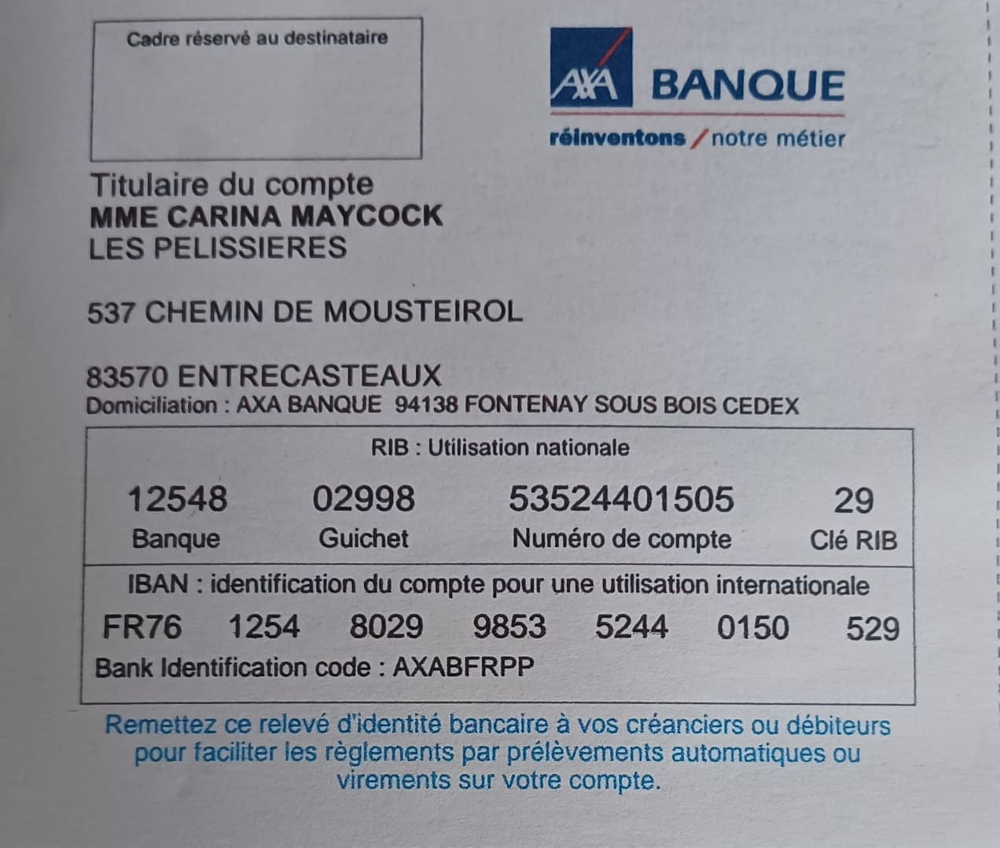 Cadre réservé au destinataire
AXA BANQUE
réinventons / notre métier
Titulaire du compte
MME CARINA MAYCOCK
LES PELISSIERES
537 CHEMIN DE MOUSTEIROL
83570 ENTRECASTEAUX
Domiciliation : AXA BANQUE 94138 FONTENAY SOUS BOIS CEDEX
RIB : Utilisation nationale
12548 02998 53524401505 29
Banque Guichet Numéro de compte Clé RIB
IBAN : identification du compte pour une utilisation internationale
FR76 1254 8029 9853 5244 0150 529
Bank Identification code : AXABFRPP
Remettez ce relevé d'identité bancaire à vos créanciers ou débiteurs
pour faciliter les règlements par prélèvements automatiques ou
virements sur votre compte.